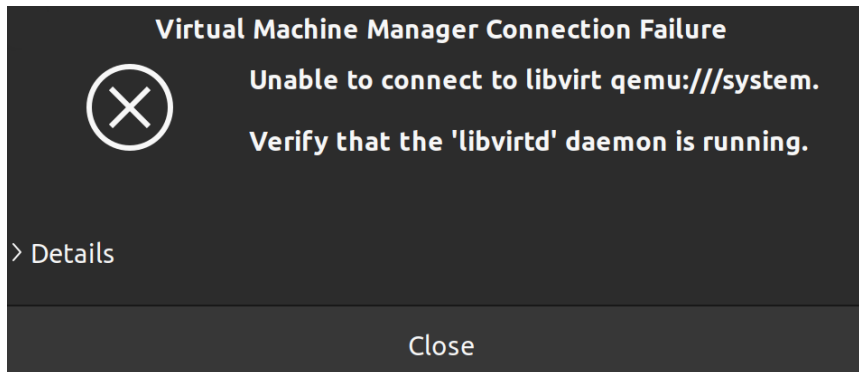 Virtual Machine Manager Connection Failure
Unable to connect to libvirt qemu:///system.
Verify that the 'libvirtd' daemon is running.
Details
Close